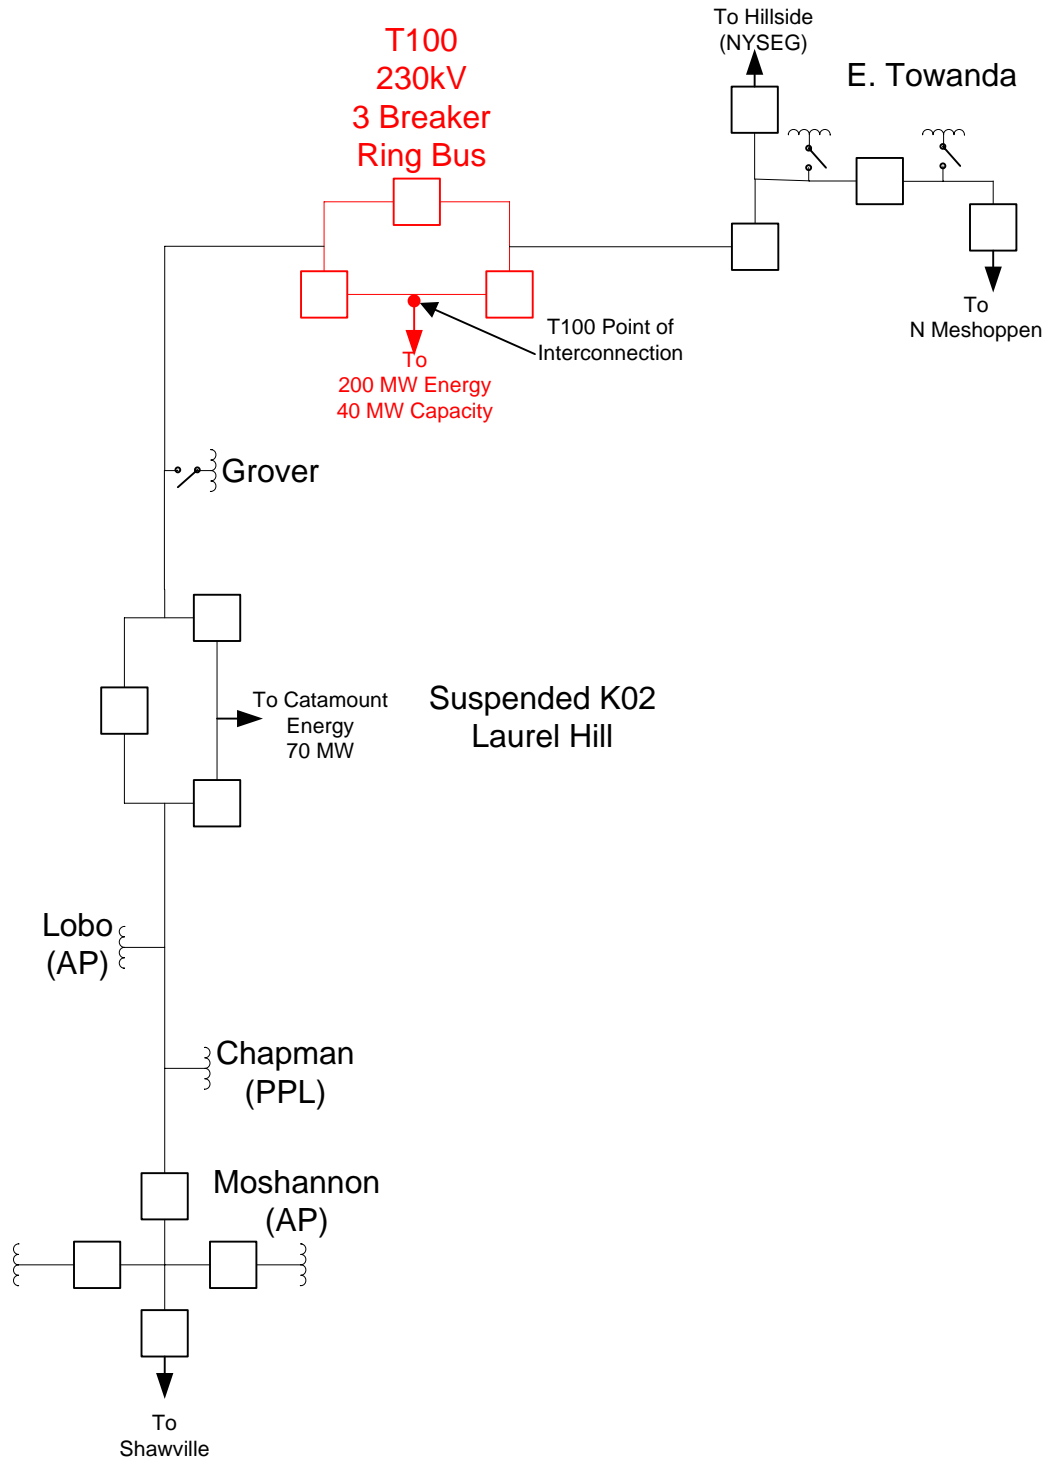 To Hillside
(NYSEG)
E. Towanda
T100
230kV
3 Breaker
Ring Bus
To
N Meshoppen
T100 Point of
Interconnection
To
200 MW Energy
40 MW Capacity
Grover
To Catamount
Energy
70 MW
Suspended K02
Laurel Hill
Lobo
(AP)
Chapman
(PPL)
Moshannon
(AP)
To
Shawville